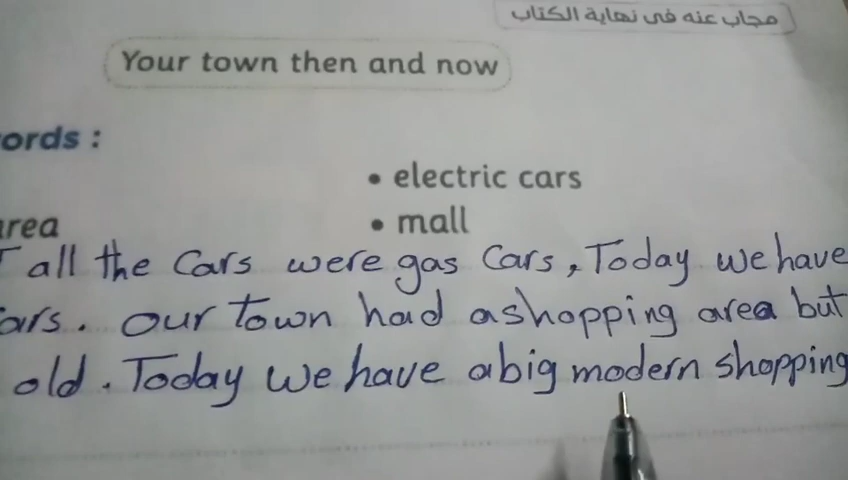 مجاب عنه فى نهاية الكتاب
Your town then and now
ords :
• electric cars
area
• mall
all the cars were gas cars, Today we have
ars. Our town had a shopping area but
old. Today we have a big modern shopping